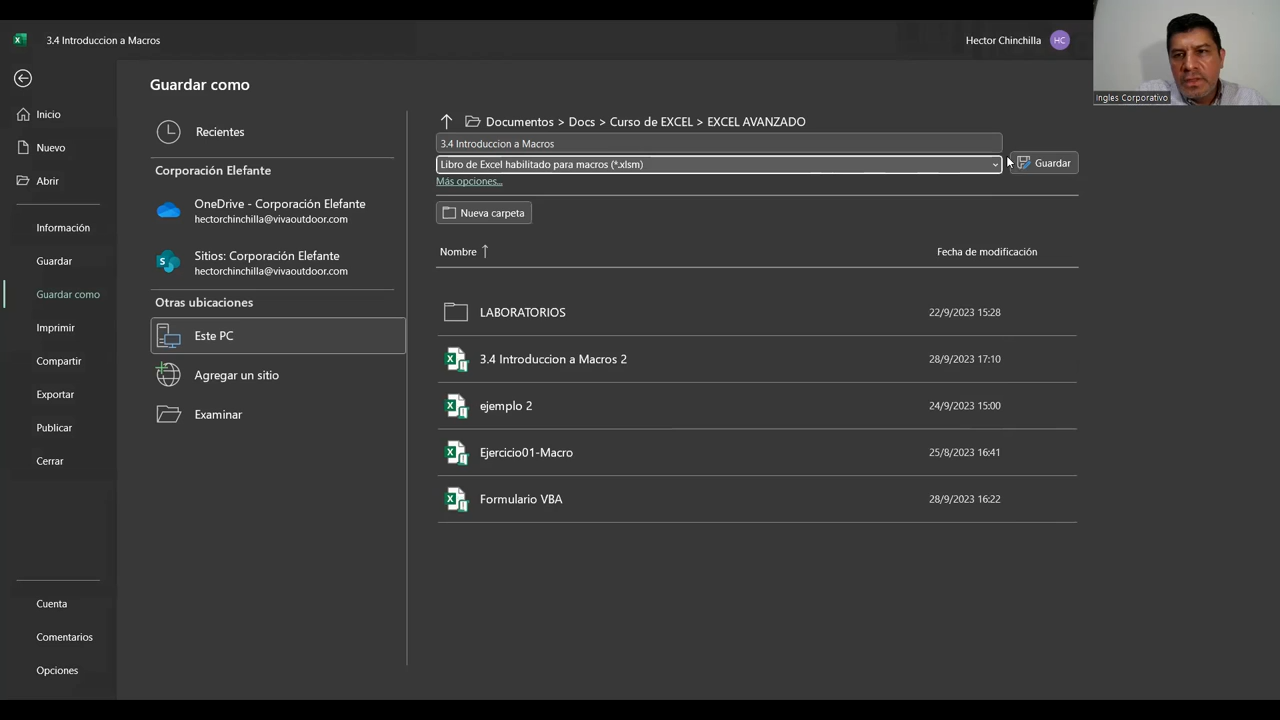 3.4 Introduccion a Macros
Hector Chinchilla
HC
Ingles Corporativo
Inicio
Nuevo
Abrir
Información
Guardar
Guardar como
Imprimir
Compartir
Exportar
Publicar
Cerrar
Cuenta
Comentarios
Opciones
Guardar como
Recientes
Corporación Elefante
OneDrive - Corporación Elefante
hectorchinchilla@vivaoutdoor.com
Sitios: Corporación Elefante
hectorchinchilla@vivaoutdoor.com
Otras ubicaciones
Este PC
Agregar un sitio
Examinar
Documentos > Docs > Curso de EXCEL > EXCEL AVANZADO
3.4 Introduccion a Macros
Libro de Excel habilitado para macros (*.xlsm)
Guardar
Más opciones...
Nueva carpeta
Nombre Fecha de modificación
LABORATORIOS 22/9/2023 15:28
3.4 Introduccion a Macros 2 28/9/2023 17:10
ejemplo 2 24/9/2023 15:00
Ejercicio01-Macro 25/8/2023 16:41
Formulario VBA 28/9/2023 16:22